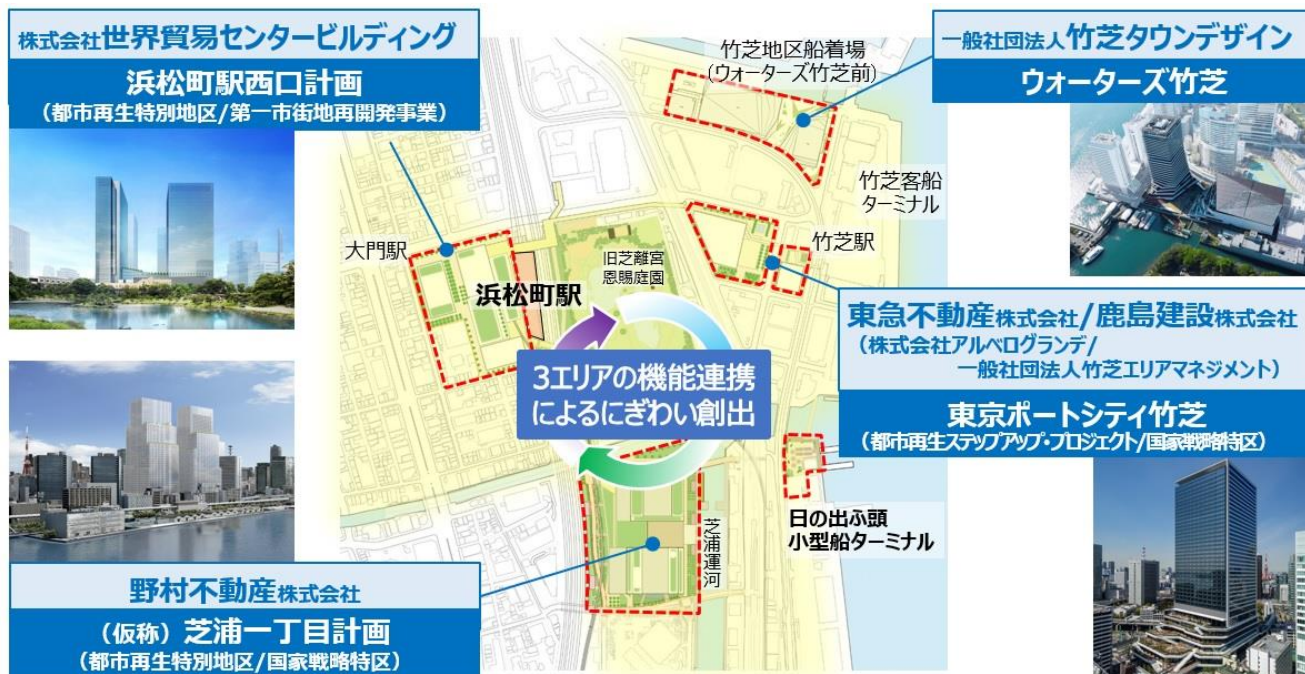 株式会社世界貿易センタービルディング
浜松町駅西口計画
（都市再生特別地区/第一市街地再開発事業）
一般社団法人竹芝タウンデザイン
ウォーターズ竹芝
竹芝地区船着場
（ウォーターズ竹芝前）
竹芝客船
ターミナル
竹芝駅
大門駅
旧芝離宮
恩賜庭園
浜松町駅
3エリアの機能連携
によるにぎわい創出
東急不動産株式会社/鹿島建設株式会社
（株式会社アルベログランデ/
一般社団法人竹芝エリアマネジメント）
東京ポートシティ竹芝
（都市再生ステップアップ・プロジェクト/国家戦略特区）
日の出ふ頭
小型船ターミナル
芝浦運河
野村不動産株式会社
（仮称）芝浦一丁目計画
（都市再生特別地区/国家戦略特区）